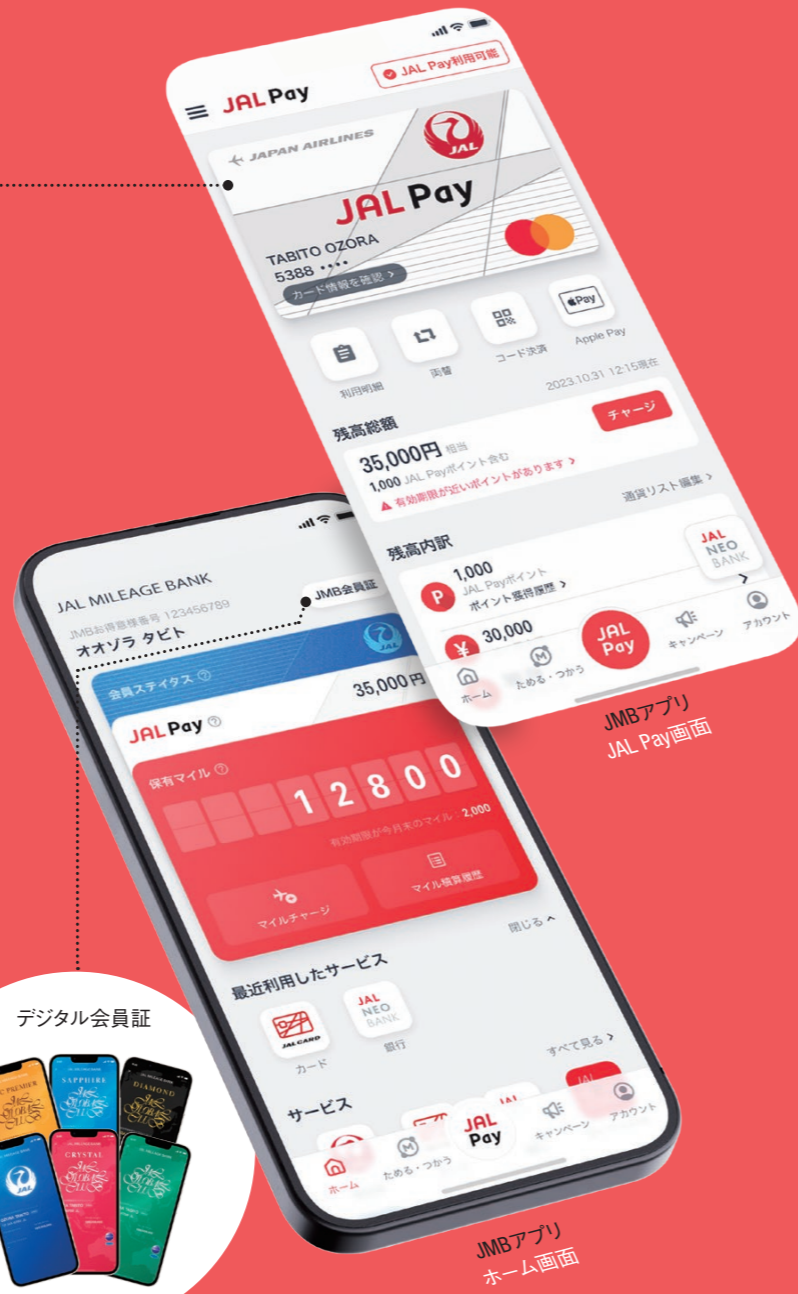 JAL Pay
JAL Pay利用可能
JAPAN AIRLINES
JAL
JAL Pay
TABITO OZORA
5388 ••••
カード情報を確認 >
利用明細
両替
コード決済
Pay
Apple Pay
2023.10.31 12:15現在
残高総額
35,000円 相当
チャージ
1,000 JAL Payポイント含む
有効期限が近いポイントがあります >
通貨リスト編集 >
残高内訳
P 1,000
JAL Payポイント
ポイント獲得履歴 >
JAL
NEO
BANK
¥ 30,000
ホーム
ためる・つかう
JAL
Pay
キャンペーン
アカウント
JMBアプリ
JAL Pay画面
JAL MILEAGE BANK
JMBお得意様番号 123456789
オオゾラ タビト
JMB会員証
会員ステイタス ?
JAL
JAL Pay ?
35,000円
保有マイル ?
12800
有効期限が今月末のマイル：2,000
マイルチャージ
マイル積算履歴
最近利用したサービス
閉じる
JALCARD
カード
JAL
NEO
BANK
銀行
サービス
すべて見る >
ホーム
ためる・つかう
JAL
Pay
キャンペーン
アカウント
JMBアプリ
ホーム画面
デジタル会員証
PREMIER
SAPPHIRE
DIAMOND
JAL
CRYSTAL